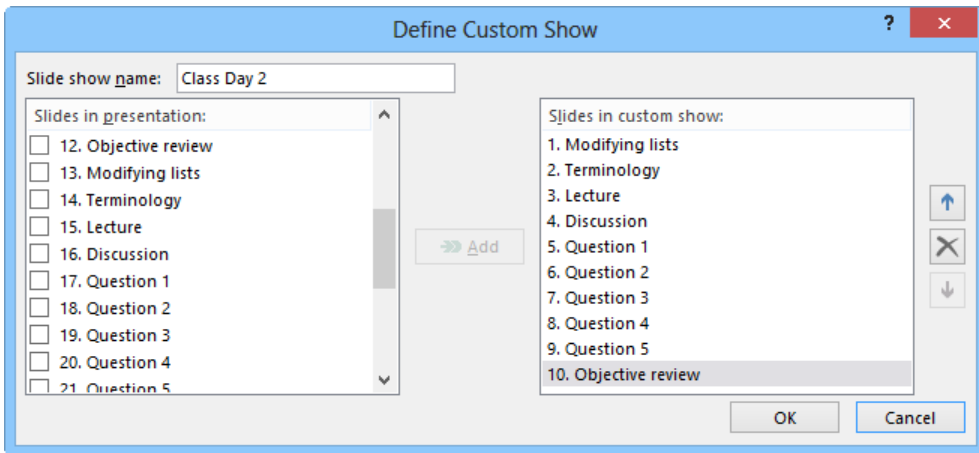 Define Custom Show
?
×
Slide show name: Class Day 2
Slides in presentation:
12. Objective review
13. Modifying lists
14. Terminology
15. Lecture
16. Discussion
17. Question 1
18. Question 2
19. Question 3
20. Question 4
21. Question 5
Add
Slides in custom show:
1. Modifying lists
2. Terminology
3. Lecture
4. Discussion
5. Question 1
6. Question 2
7. Question 3
8. Question 4
9. Question 5
10. Objective review
OK
Cancel